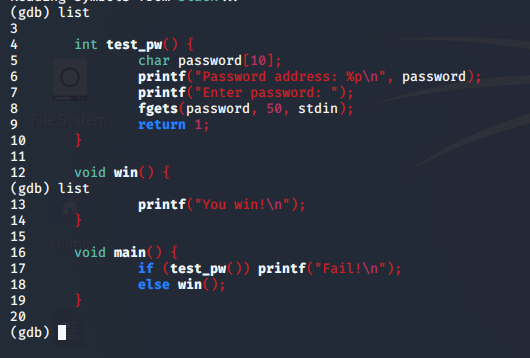 (gdb) list
3
4 int test_pw() {
5 char password[10];
6 printf("Password address: %p\n", password);
7 printf("Enter password: ");
8 fgets(password, 50, stdin);
9 return 1;
10 }
11
12 void win() {
(gdb) list
13 printf("You win!\n");
14 }
15
16 void main() {
17 if (test_pw()) printf("Fail!\n");
18 else win();
19 }
20
(gdb)